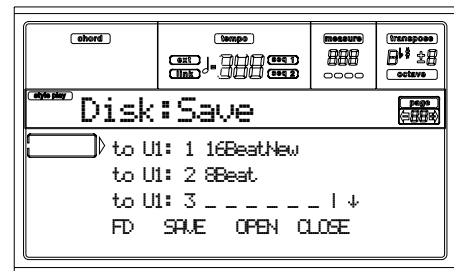 chord tempo measure transpose
ext seq 1
link seq 2
octave
style play
Disk:Save
page
to U1: 1 16BeatNew
to U1: 2 8Beat
to U1: 3 _ _ _ _ _ _ | ↓
FD SAVE OPEN CLOSE